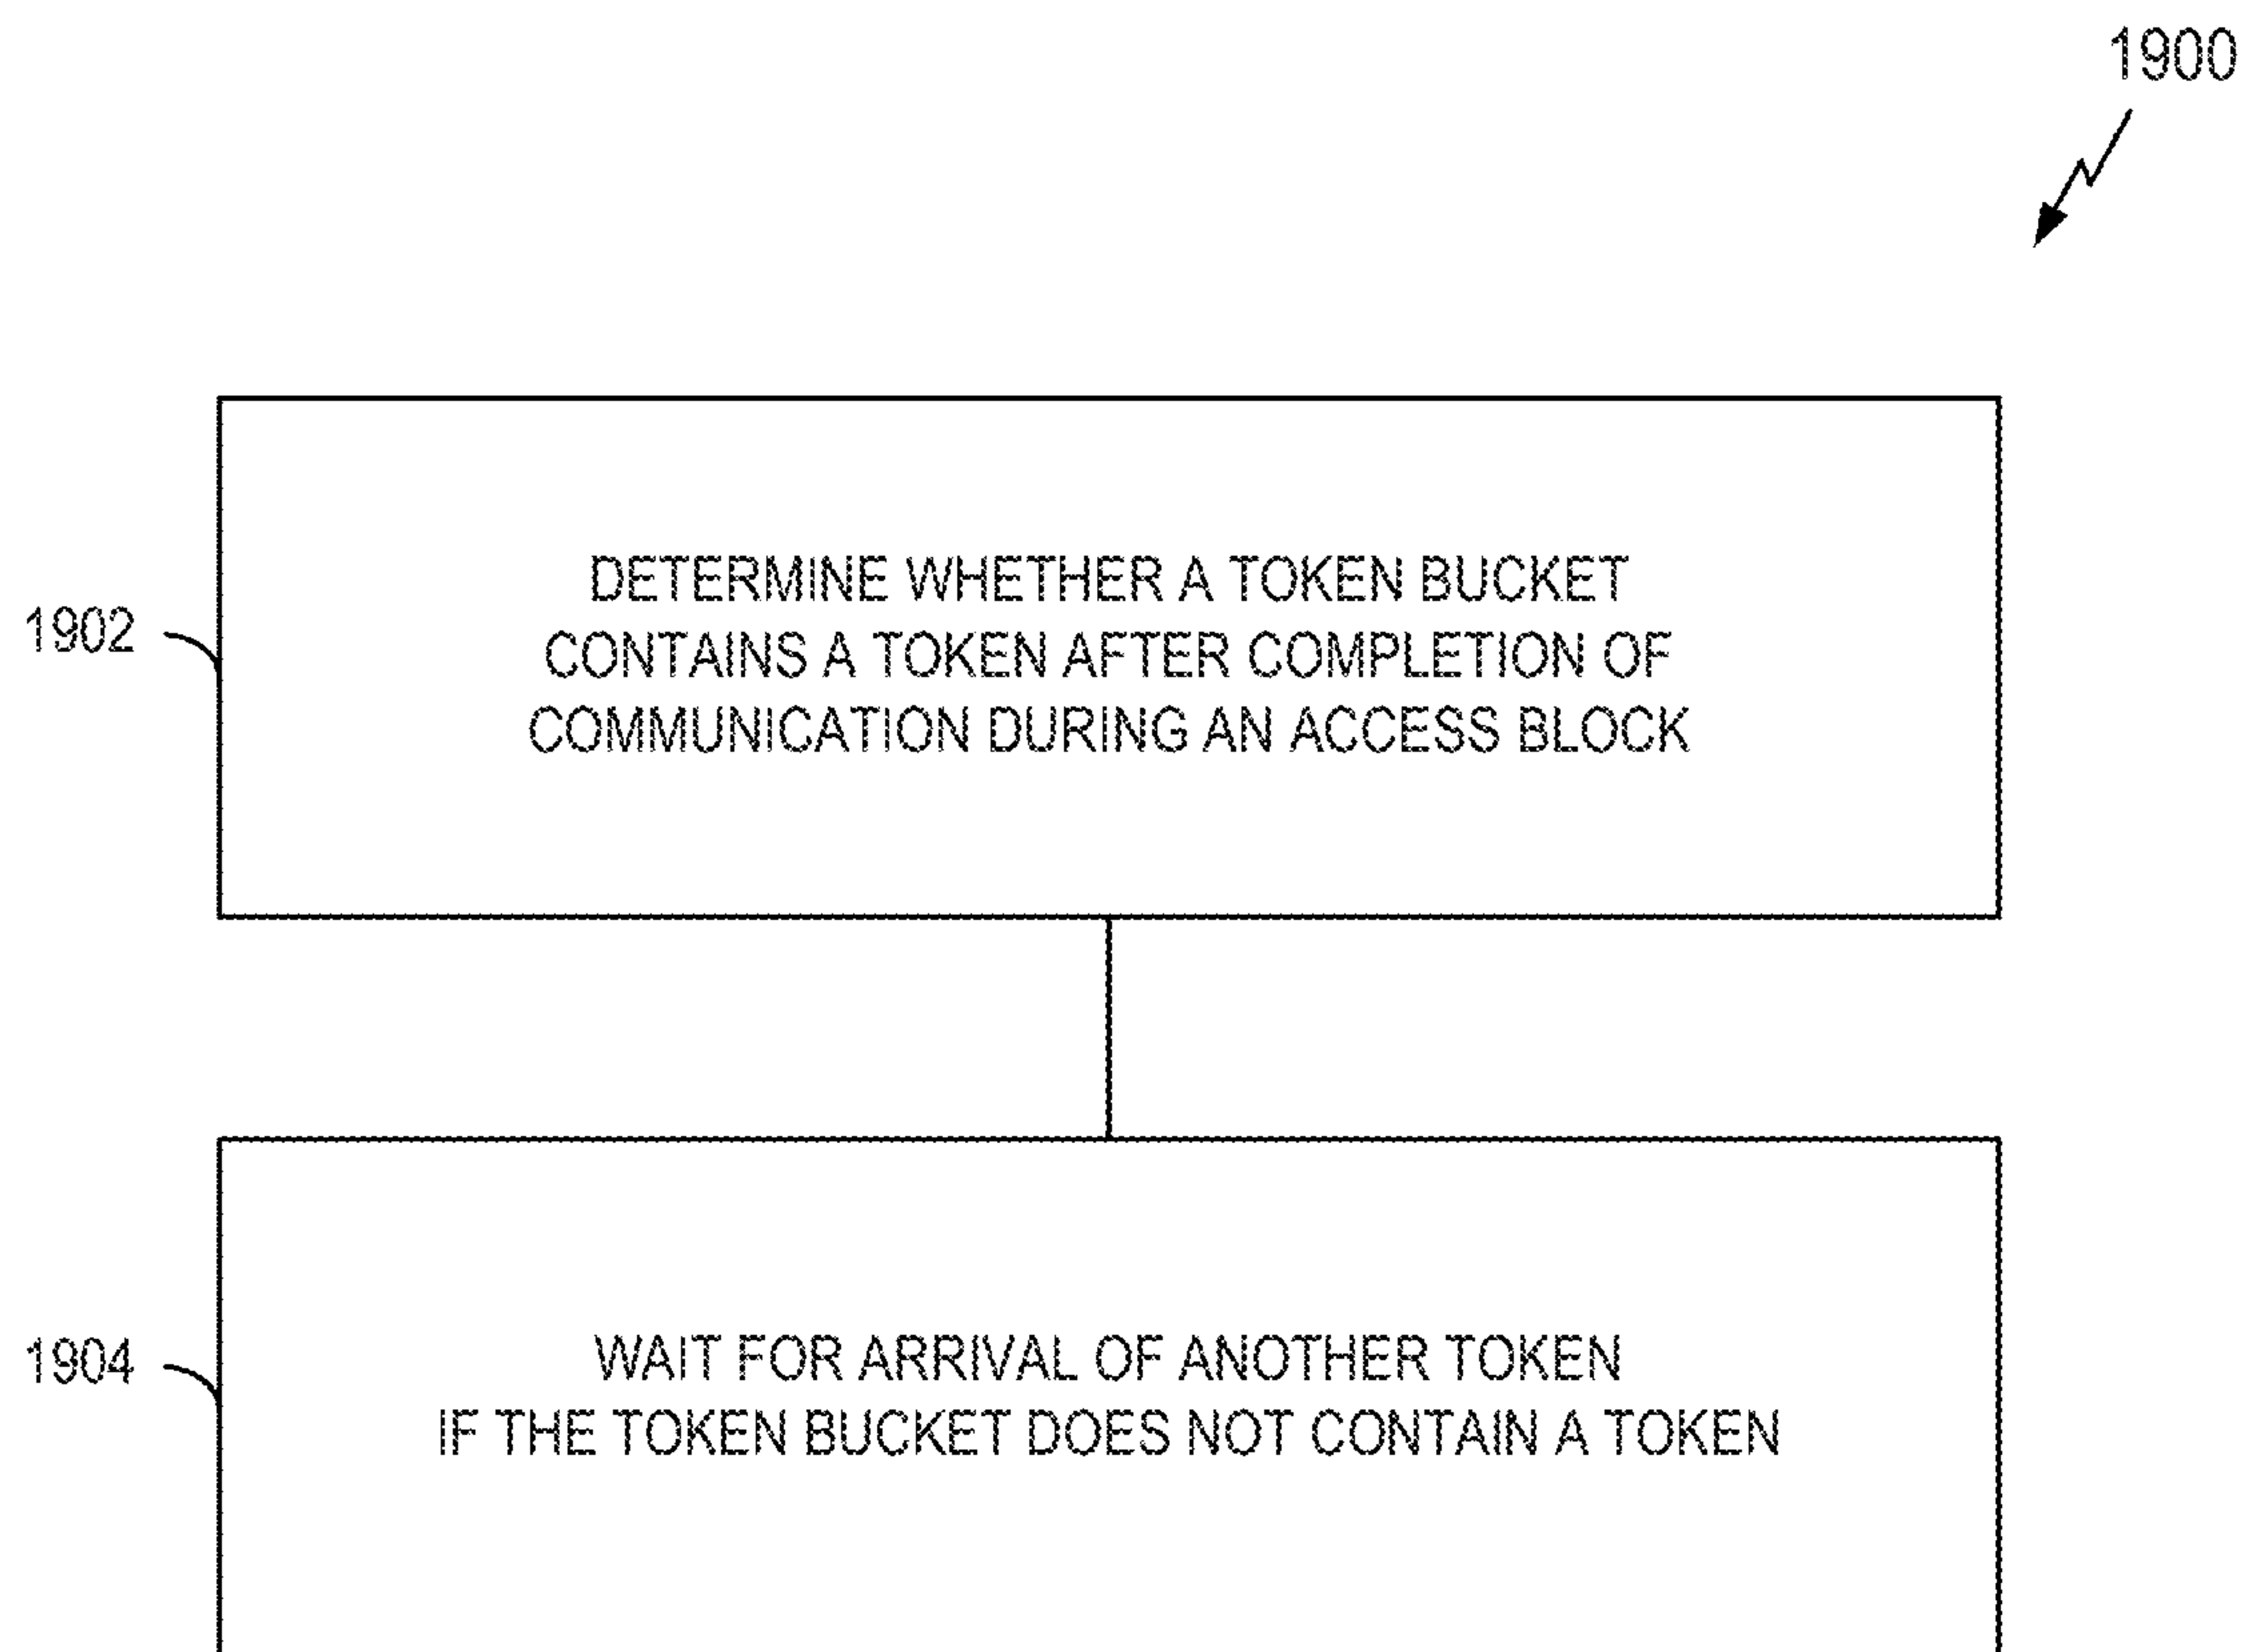 1900
1902
DETERMINE WHETHER A TOKEN BUCKET
CONTAINS A TOKEN AFTER COMPLETION OF
COMMUNICATION DURING AN ACCESS BLOCK
1904
WAIT FOR ARRIVAL OF ANOTHER TOKEN
IF THE TOKEN BUCKET DOES NOT CONTAIN A TOKEN